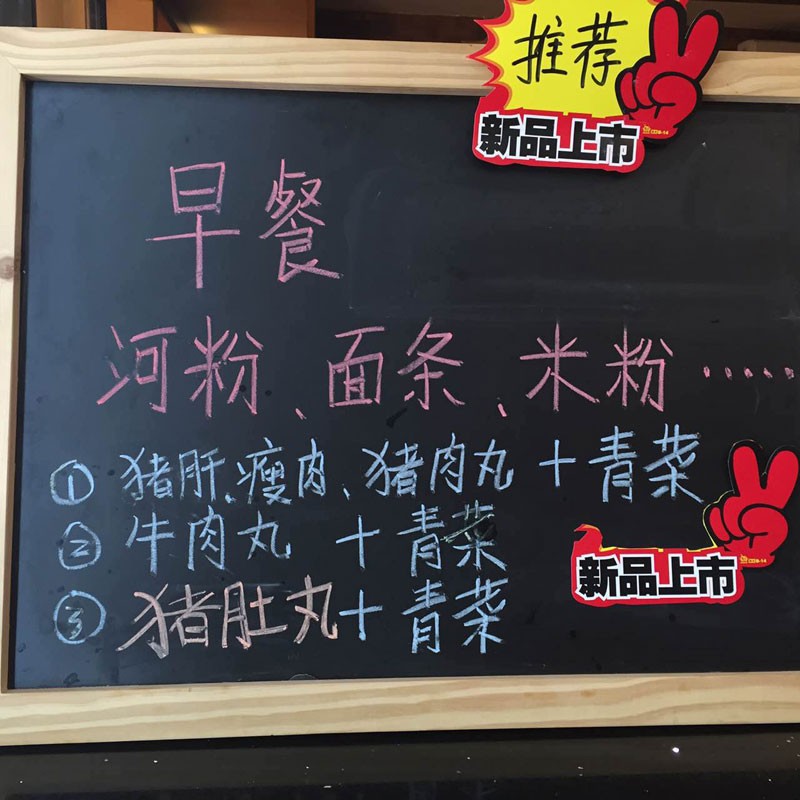 推荐
新品上市
早餐
河粉、面条、米粉……
① 猪肝、瘦肉、猪肉丸 + 青菜
② 牛肉丸 + 青菜
新品上市
③ 猪肚丸 + 青菜